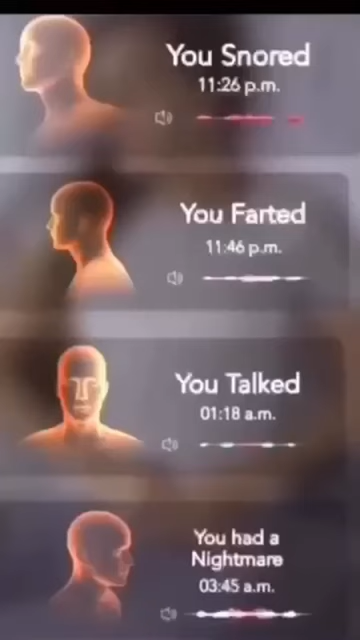 You Snored
11:26 p.m.
You Farted
11:46 p.m.
You Talked
01:18 a.m.
You had a
Nightmare
03:45 a.m.